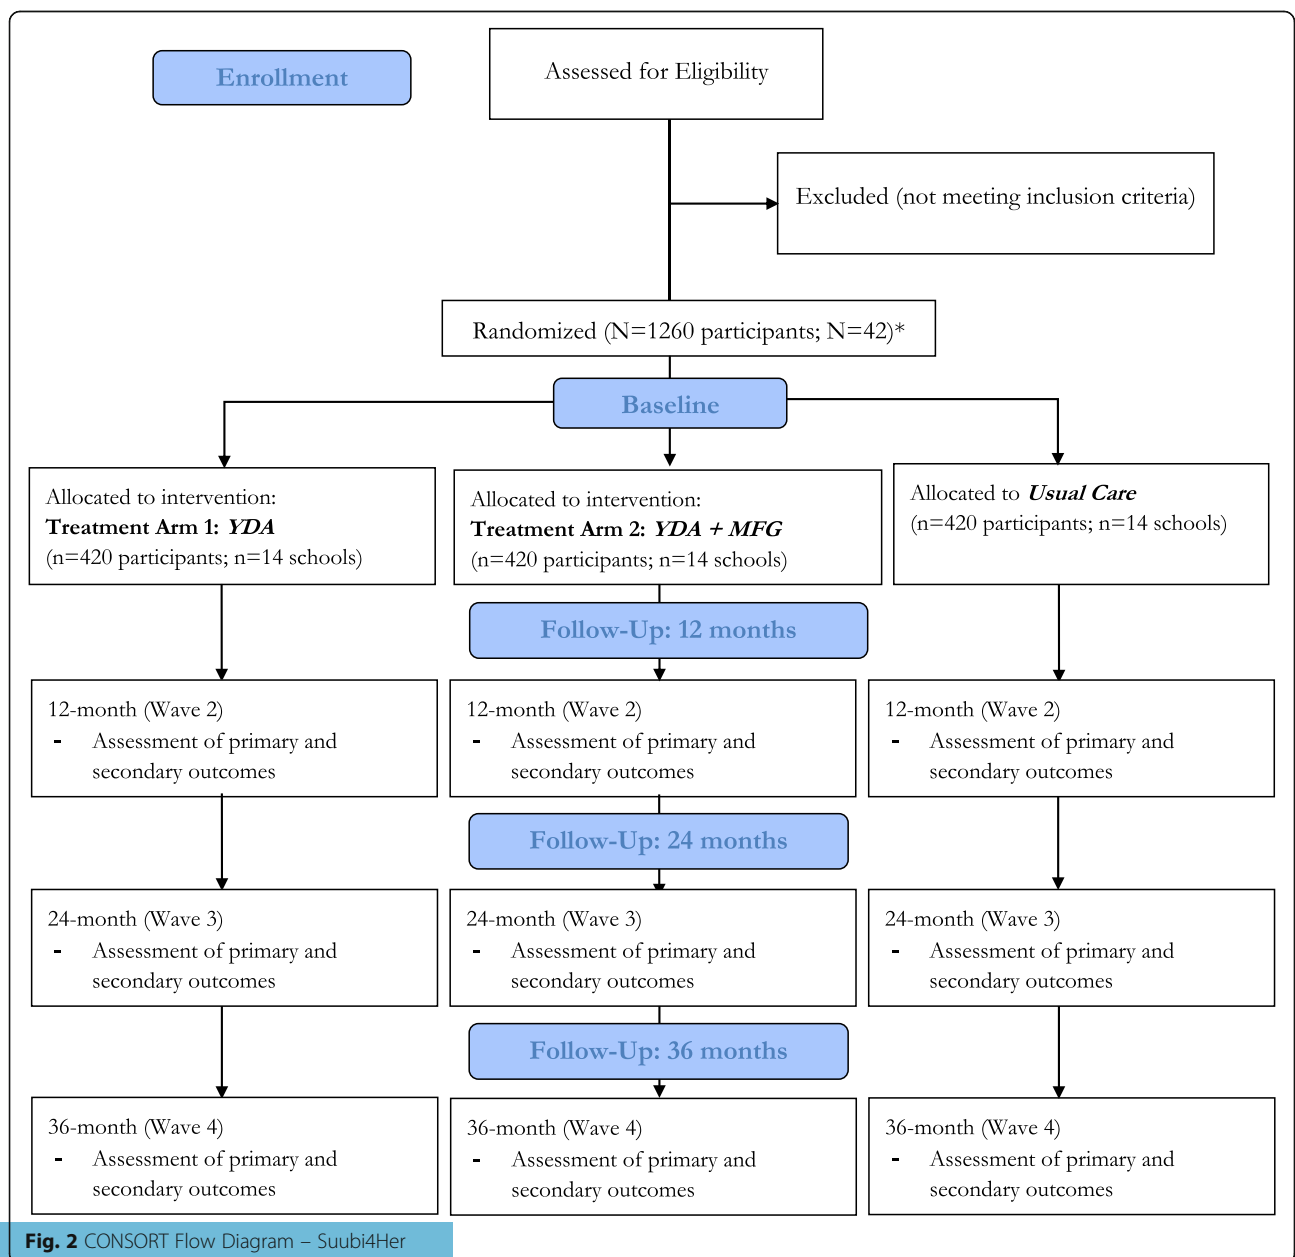 Enrollment
Assessed for Eligibility
Excluded (not meeting inclusion criteria)
Randomized (N=1260 participants; N=42)*
Baseline
Allocated to intervention:
Treatment Arm 1: YDA
(n=420 participants; n=14 schools)
Allocated to intervention:
Treatment Arm 2: YDA + MFG
(n=420 participants; n=14 schools)
Allocated to Usual Care
(n=420 participants; n=14 schools)
Follow-Up: 12 months
12-month (Wave 2)
- Assessment of primary and
secondary outcomes
12-month (Wave 2)
- Assessment of primary and
secondary outcomes
12-month (Wave 2)
- Assessment of primary and
secondary outcomes
Follow-Up: 24 months
24-month (Wave 3)
- Assessment of primary and
secondary outcomes
24-month (Wave 3)
- Assessment of primary and
secondary outcomes
24-month (Wave 3)
- Assessment of primary and
secondary outcomes
Follow-Up: 36 months
36-month (Wave 4)
- Assessment of primary and
secondary outcomes
36-month (Wave 4)
- Assessment of primary and
secondary outcomes
36-month (Wave 4)
- Assessment of primary and
secondary outcomes
Fig. 2 CONSORT Flow Diagram – Suubi4Her